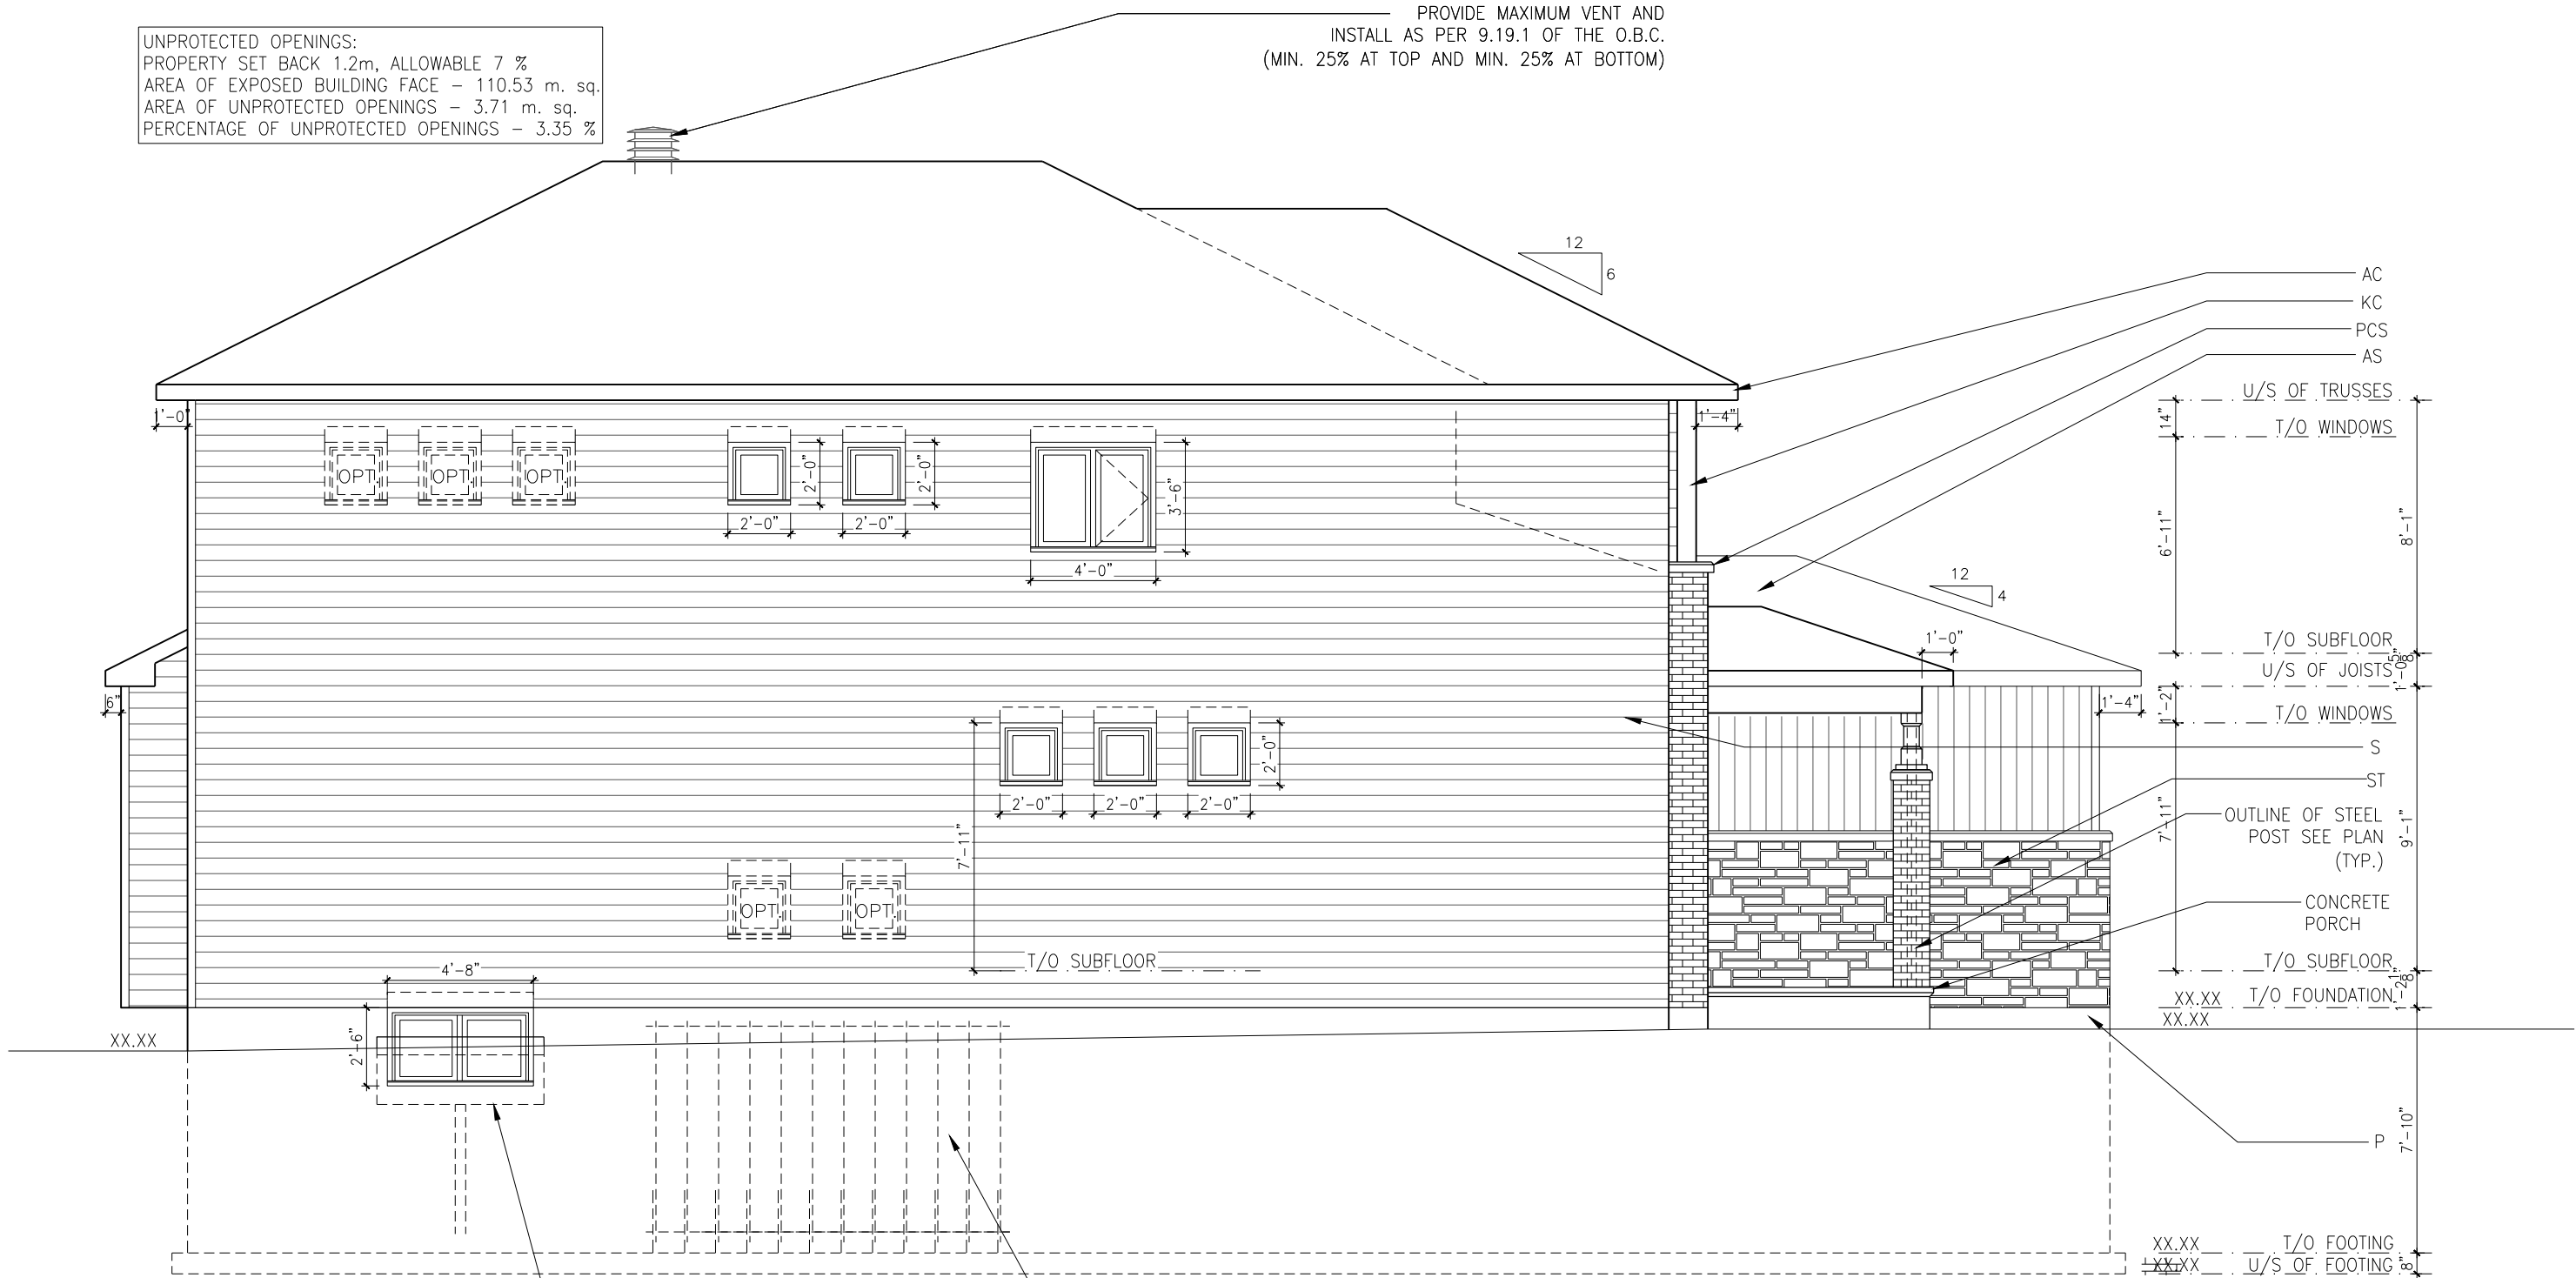 UNPROTECTED OPENINGS:
PROPERTY SET BACK 1.2m, ALLOWABLE 7 %
AREA OF EXPOSED BUILDING FACE – 110.53 m. sq.
AREA OF UNPROTECTED OPENINGS – 3.71 m. sq.
PERCENTAGE OF UNPROTECTED OPENINGS – 3.35 %
PROVIDE MAXIMUM VENT AND
INSTALL AS PER 9.19.1 OF THE O.B.C.
(MIN. 25% AT TOP AND MIN. 25% AT BOTTOM)
12
6
AC
KC
PCS
AS
U/S OF TRUSSES
14"
T/O WINDOWS
1'-0"
1'-4"
OPT.
OPT.
OPT.
2'-0"
2'-0"
2'-0"
2'-0"
3'-6"
4'-0"
6'-11"
8'-1"
12
4
1'-0"
T/O SUBFLOOR
U/S OF JOISTS
6"
1'-4"
1'-2"
T/O WINDOWS
S
2'-0"
2'-0"
2'-0"
2'-0"
ST
7'-11"
7'-11"
9'-1"
OUTLINE OF STEEL
POST SEE PLAN
(TYP.)
OPT.
OPT.
CONCRETE
PORCH
T/O SUBFLOOR
T/O SUBFLOOR
4'-8"
XX.XX
T/O FOUNDATION
XX.XX
2'-6"
XX.XX
P
7'-10"
XX.XX
T/O FOOTING
XX.XX
U/S OF FOOTING
8"